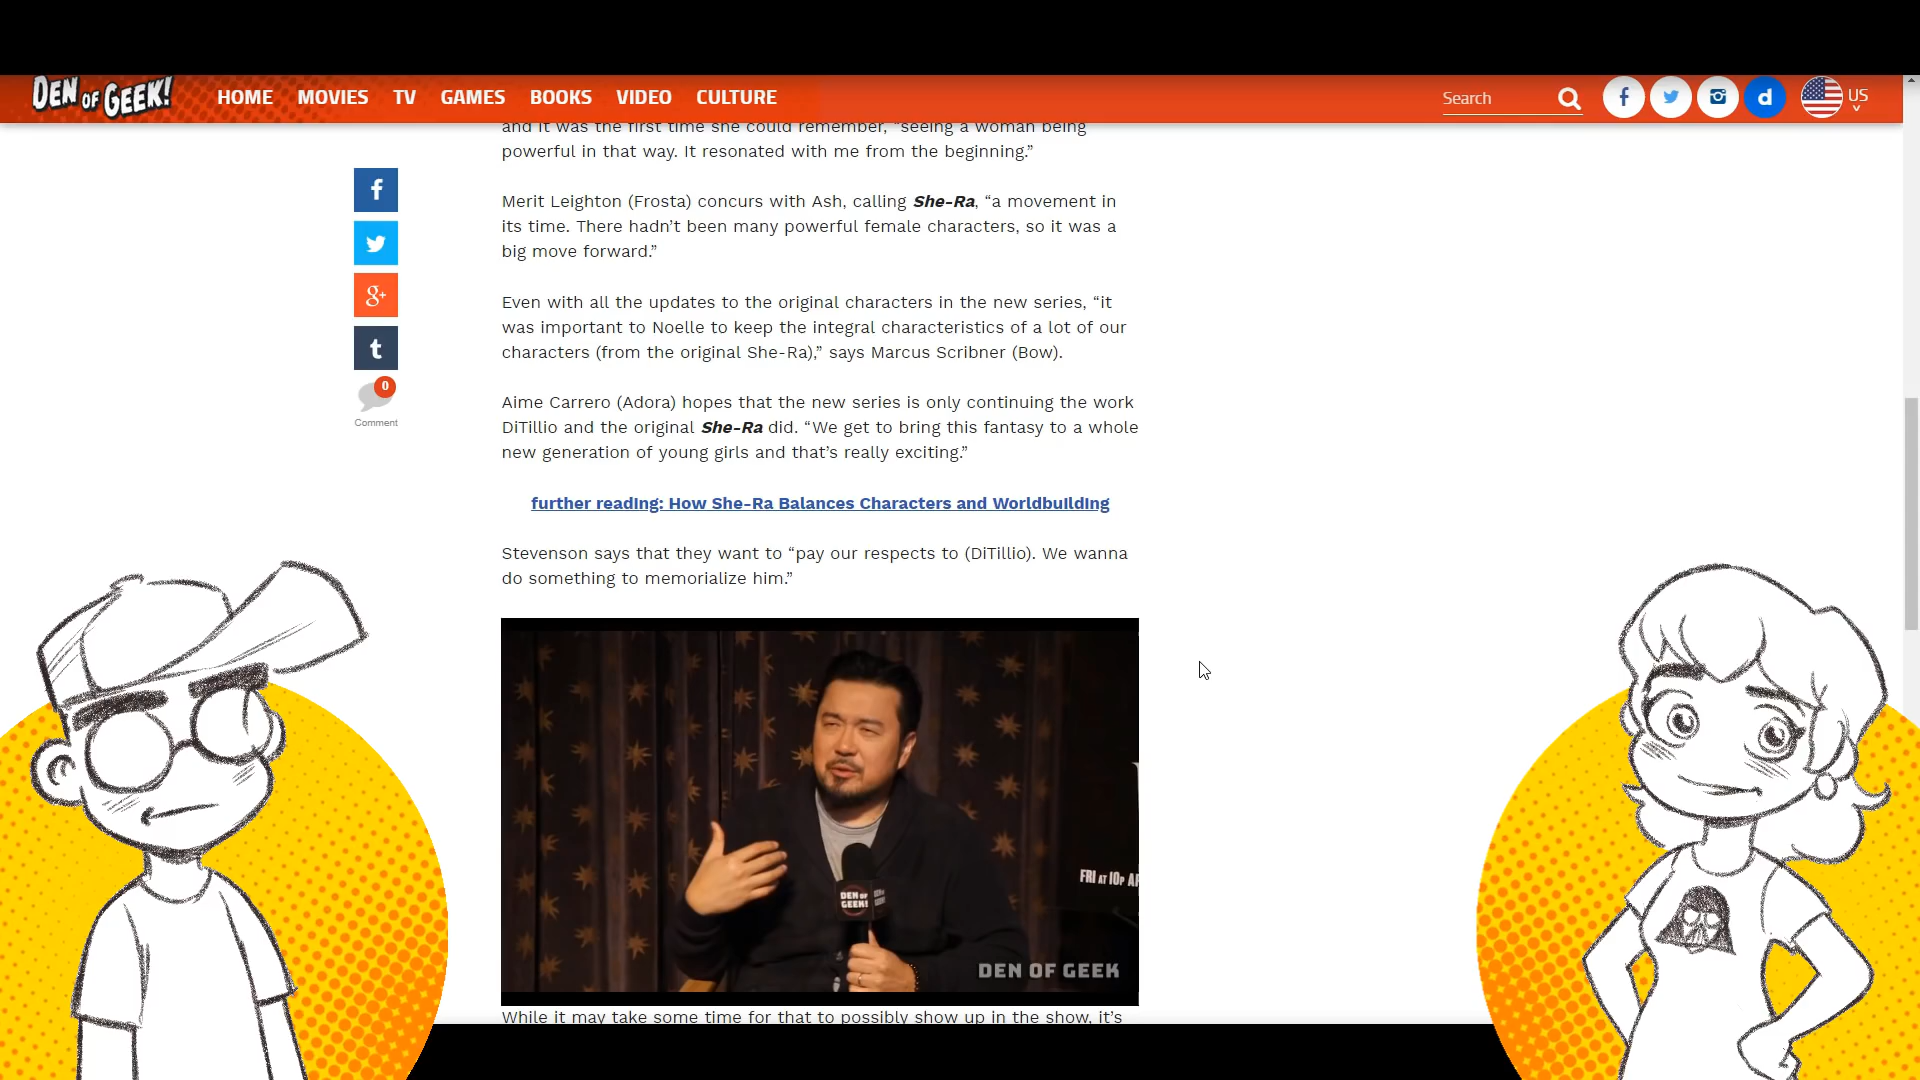 DEN OF GEEK!
HOME MOVIES TV GAMES BOOKS VIDEO CULTURE
Search
US
and it was the first time she could remember, “seeing a woman being
powerful in that way. It resonated with me from the beginning.”
Merit Leighton (Frosta) concurs with Ash, calling She-Ra, “a movement in
its time. There hadn’t been many powerful female characters, so it was a
big move forward.”
0
Comment
Even with all the updates to the original characters in the new series, “it
was important to Noelle to keep the integral characteristics of a lot of our
characters (from the original She-Ra),” says Marcus Scribner (Bow).
Aime Carrero (Adora) hopes that the new series is only continuing the work
DiTillio and the original She-Ra did. “We get to bring this fantasy to a whole
new generation of young girls and that’s really exciting.”
further reading: How She-Ra Balances Characters and Worldbuilding
Stevenson says that they want to “pay our respects to (DiTillio). We wanna
do something to memorialize him.”
FRI AT 10P
DEN OF GEEK!
DEN OF GEEK
While it may take some time for that to possibly show up in the show, it’s